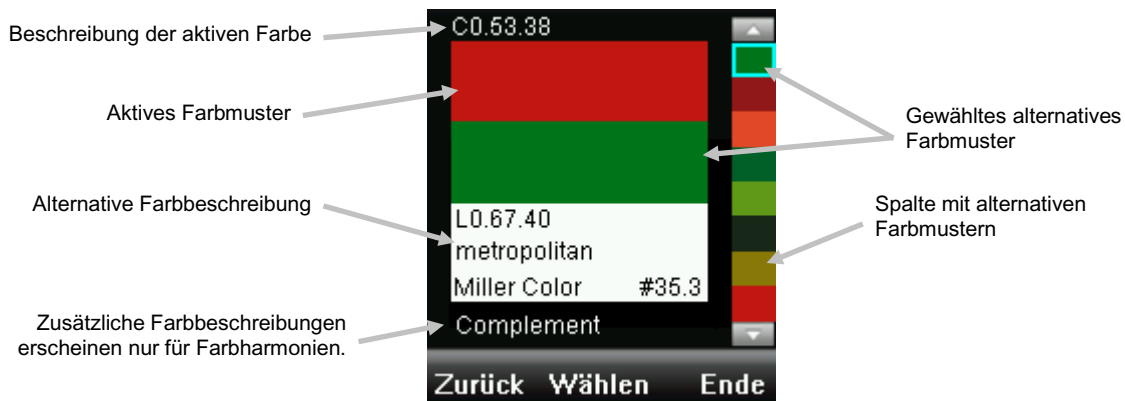 C0.53.38
Beschreibung der aktiven Farbe
Aktives Farbmuster
Gewähltes alternatives
Farbmuster
Alternative Farbbeschreibung
L0.67.40
metropolitan
Miller Color #35.3
Spalte mit alternativen
Farbmustern
Zusätzliche Farbbeschreibungen
erscheinen nur für Farbharmonien.
Complement
Zurück Wählen Ende